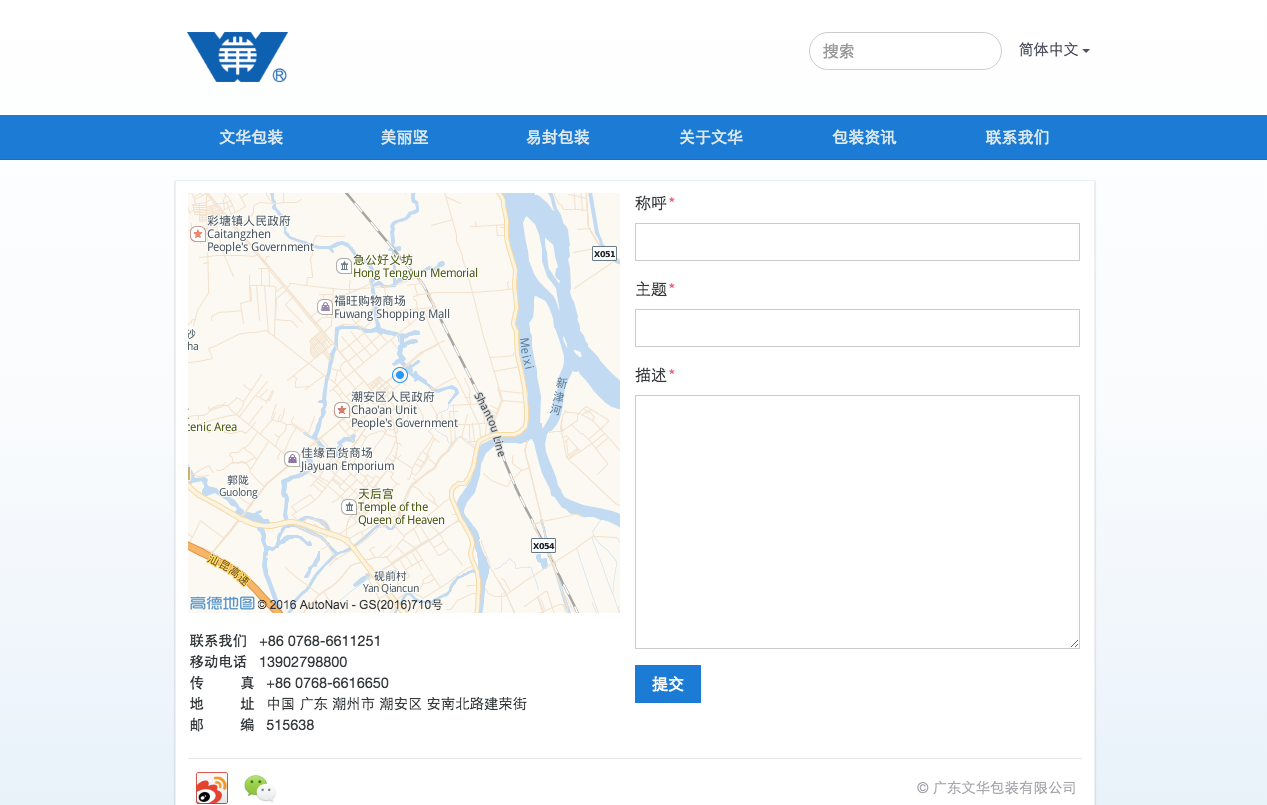 華
®
搜索
简体中文
文华包装
美丽坚
易封包装
关于文华
包装资讯
联系我们
彩塘镇人民政府
Caitangzhen
People's Government
X051
急公好义坊
Hong Tengyun Memorial
福旺购物商场
Fuwang Shopping Mall
沙
ha
Meixi
新津河
潮安区人民政府
Chao'an Unit
People's Government
Shantou Line
cenic Area
佳缘百货商场
Jiayuan Emporium
郭陇
Guolong
天后宫
Temple of the
Queen of Heaven
X054
汕昆高速
砚前村
Yan Qiancun
高德地图 © 2016 AutoNavi - GS(2016)710号
称呼*
主题*
描述*
提交
联系我们 +86 0768-6611251
移动电话 13902798800
传 真 +86 0768-6616650
地 址 中国 广东 潮州市 潮安区 安南北路建荣街
邮 编 515638
© 广东文华包装有限公司